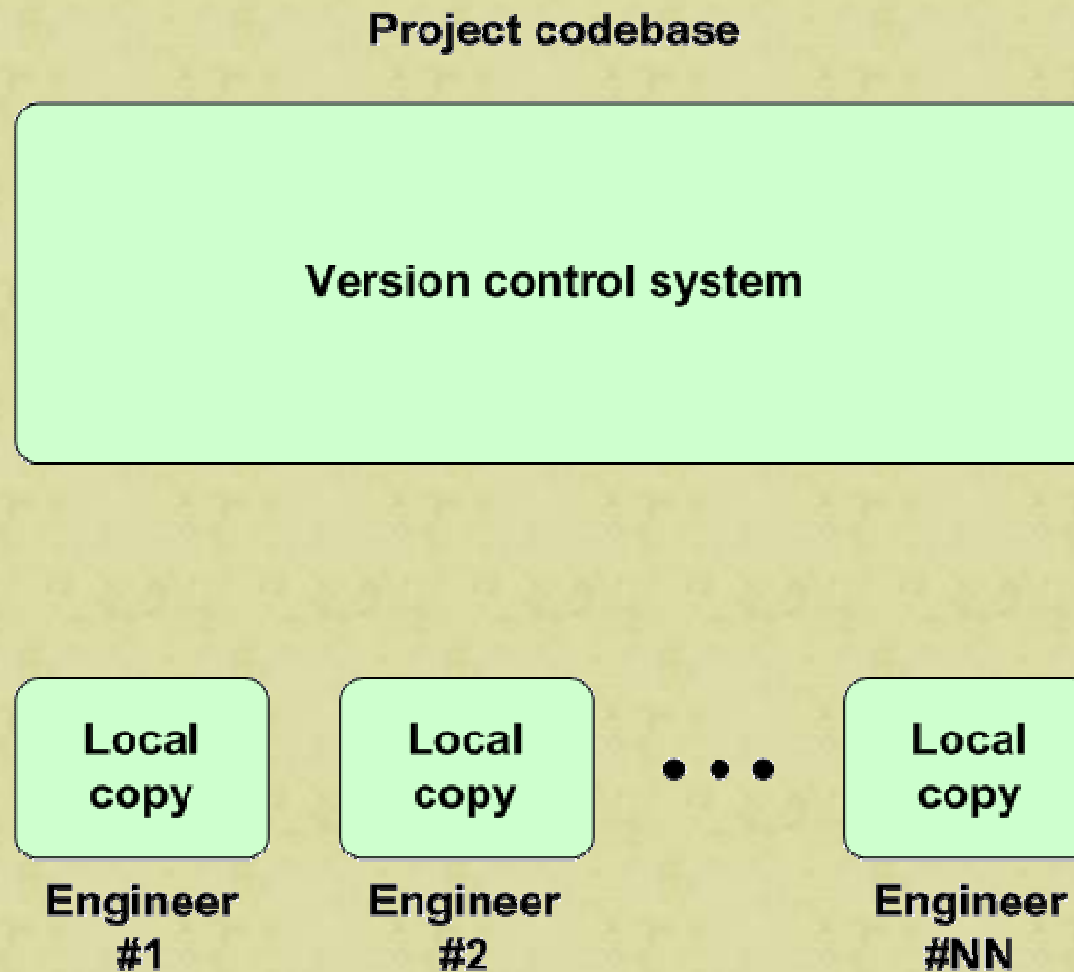 Project codebase
Version control system
Local
copy
Local
copy
Local
copy
Engineer
#1
Engineer
#2
Engineer
#NN